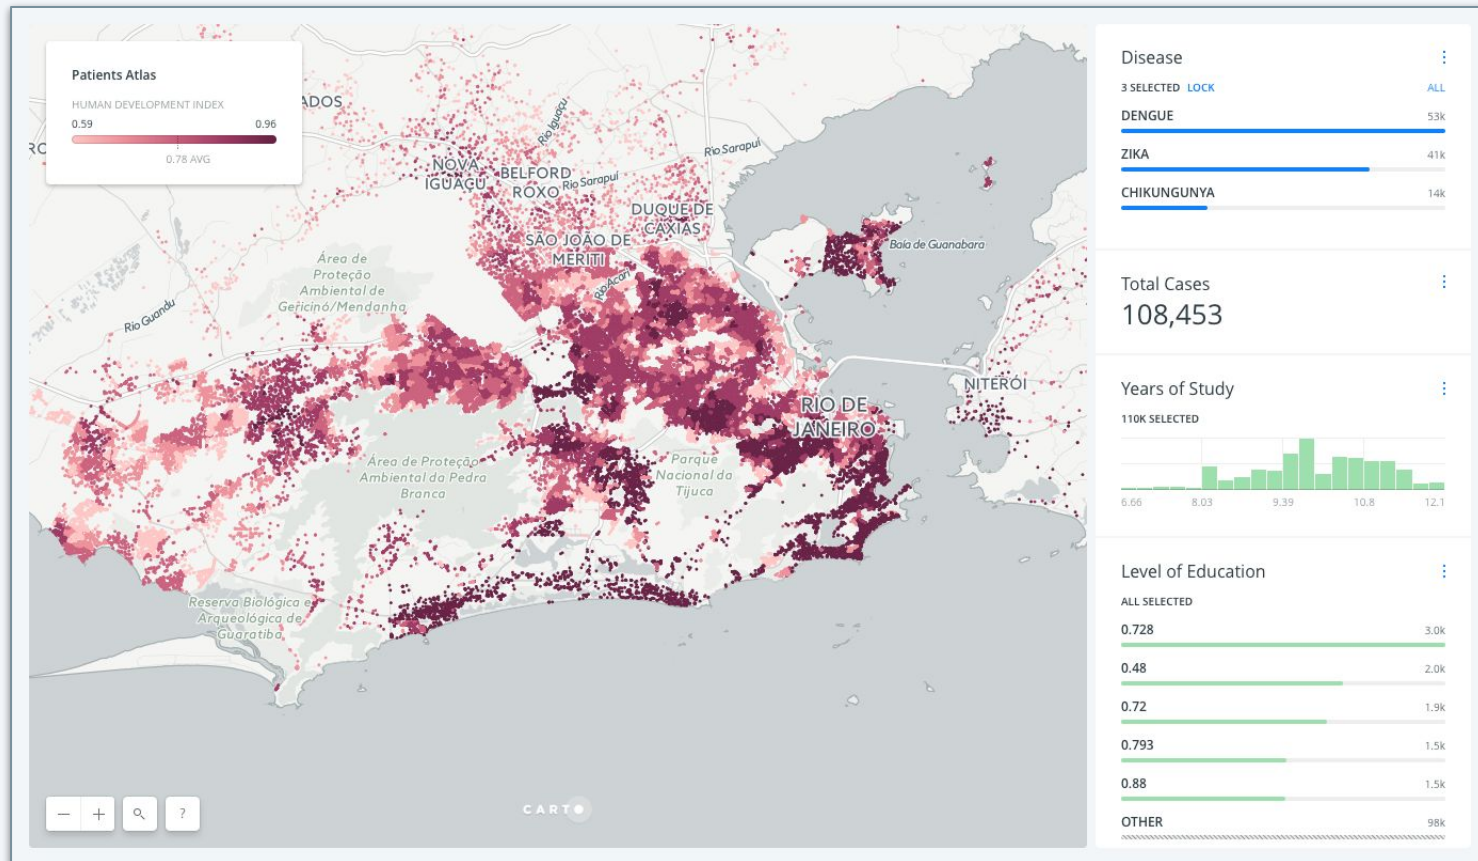 Patients Atlas
HUMAN DEVELOPMENT INDEX
0.59 0.96
0.78 AVG
ADOS
RO
Rio Iguaçu
Rio Sarapuí
NOVA
IGUAÇU
BELFORD
ROXO
Rio Sarapuí
DUQUE DE
CAXIAS
SÃO JOÃO DE
MERITI
Rio Acari
Baía de Guanabara
Área de
Proteção
Ambiental de
Gericinó/Mendanha
Rio Guandu
NITERÓI
RIO DE
JANEIRO
Área de Proteção
Ambiental da Pedra
Branca
Parque
Nacional da
Tijuca
Reserva Biológica e
Arqueológica de
Guaratiba
− + ?
CARTO
Disease
3 SELECTED LOCK ALL
DENGUE 53k
ZIKA 41k
CHIKUNGUNYA 14k
Total Cases
108,453
Years of Study
110K SELECTED
6.66 8.03 9.39 10.8 12.1
Level of Education
ALL SELECTED
0.728 3.0k
0.48 2.0k
0.72 1.9k
0.793 1.5k
0.88 1.5k
OTHER 98k